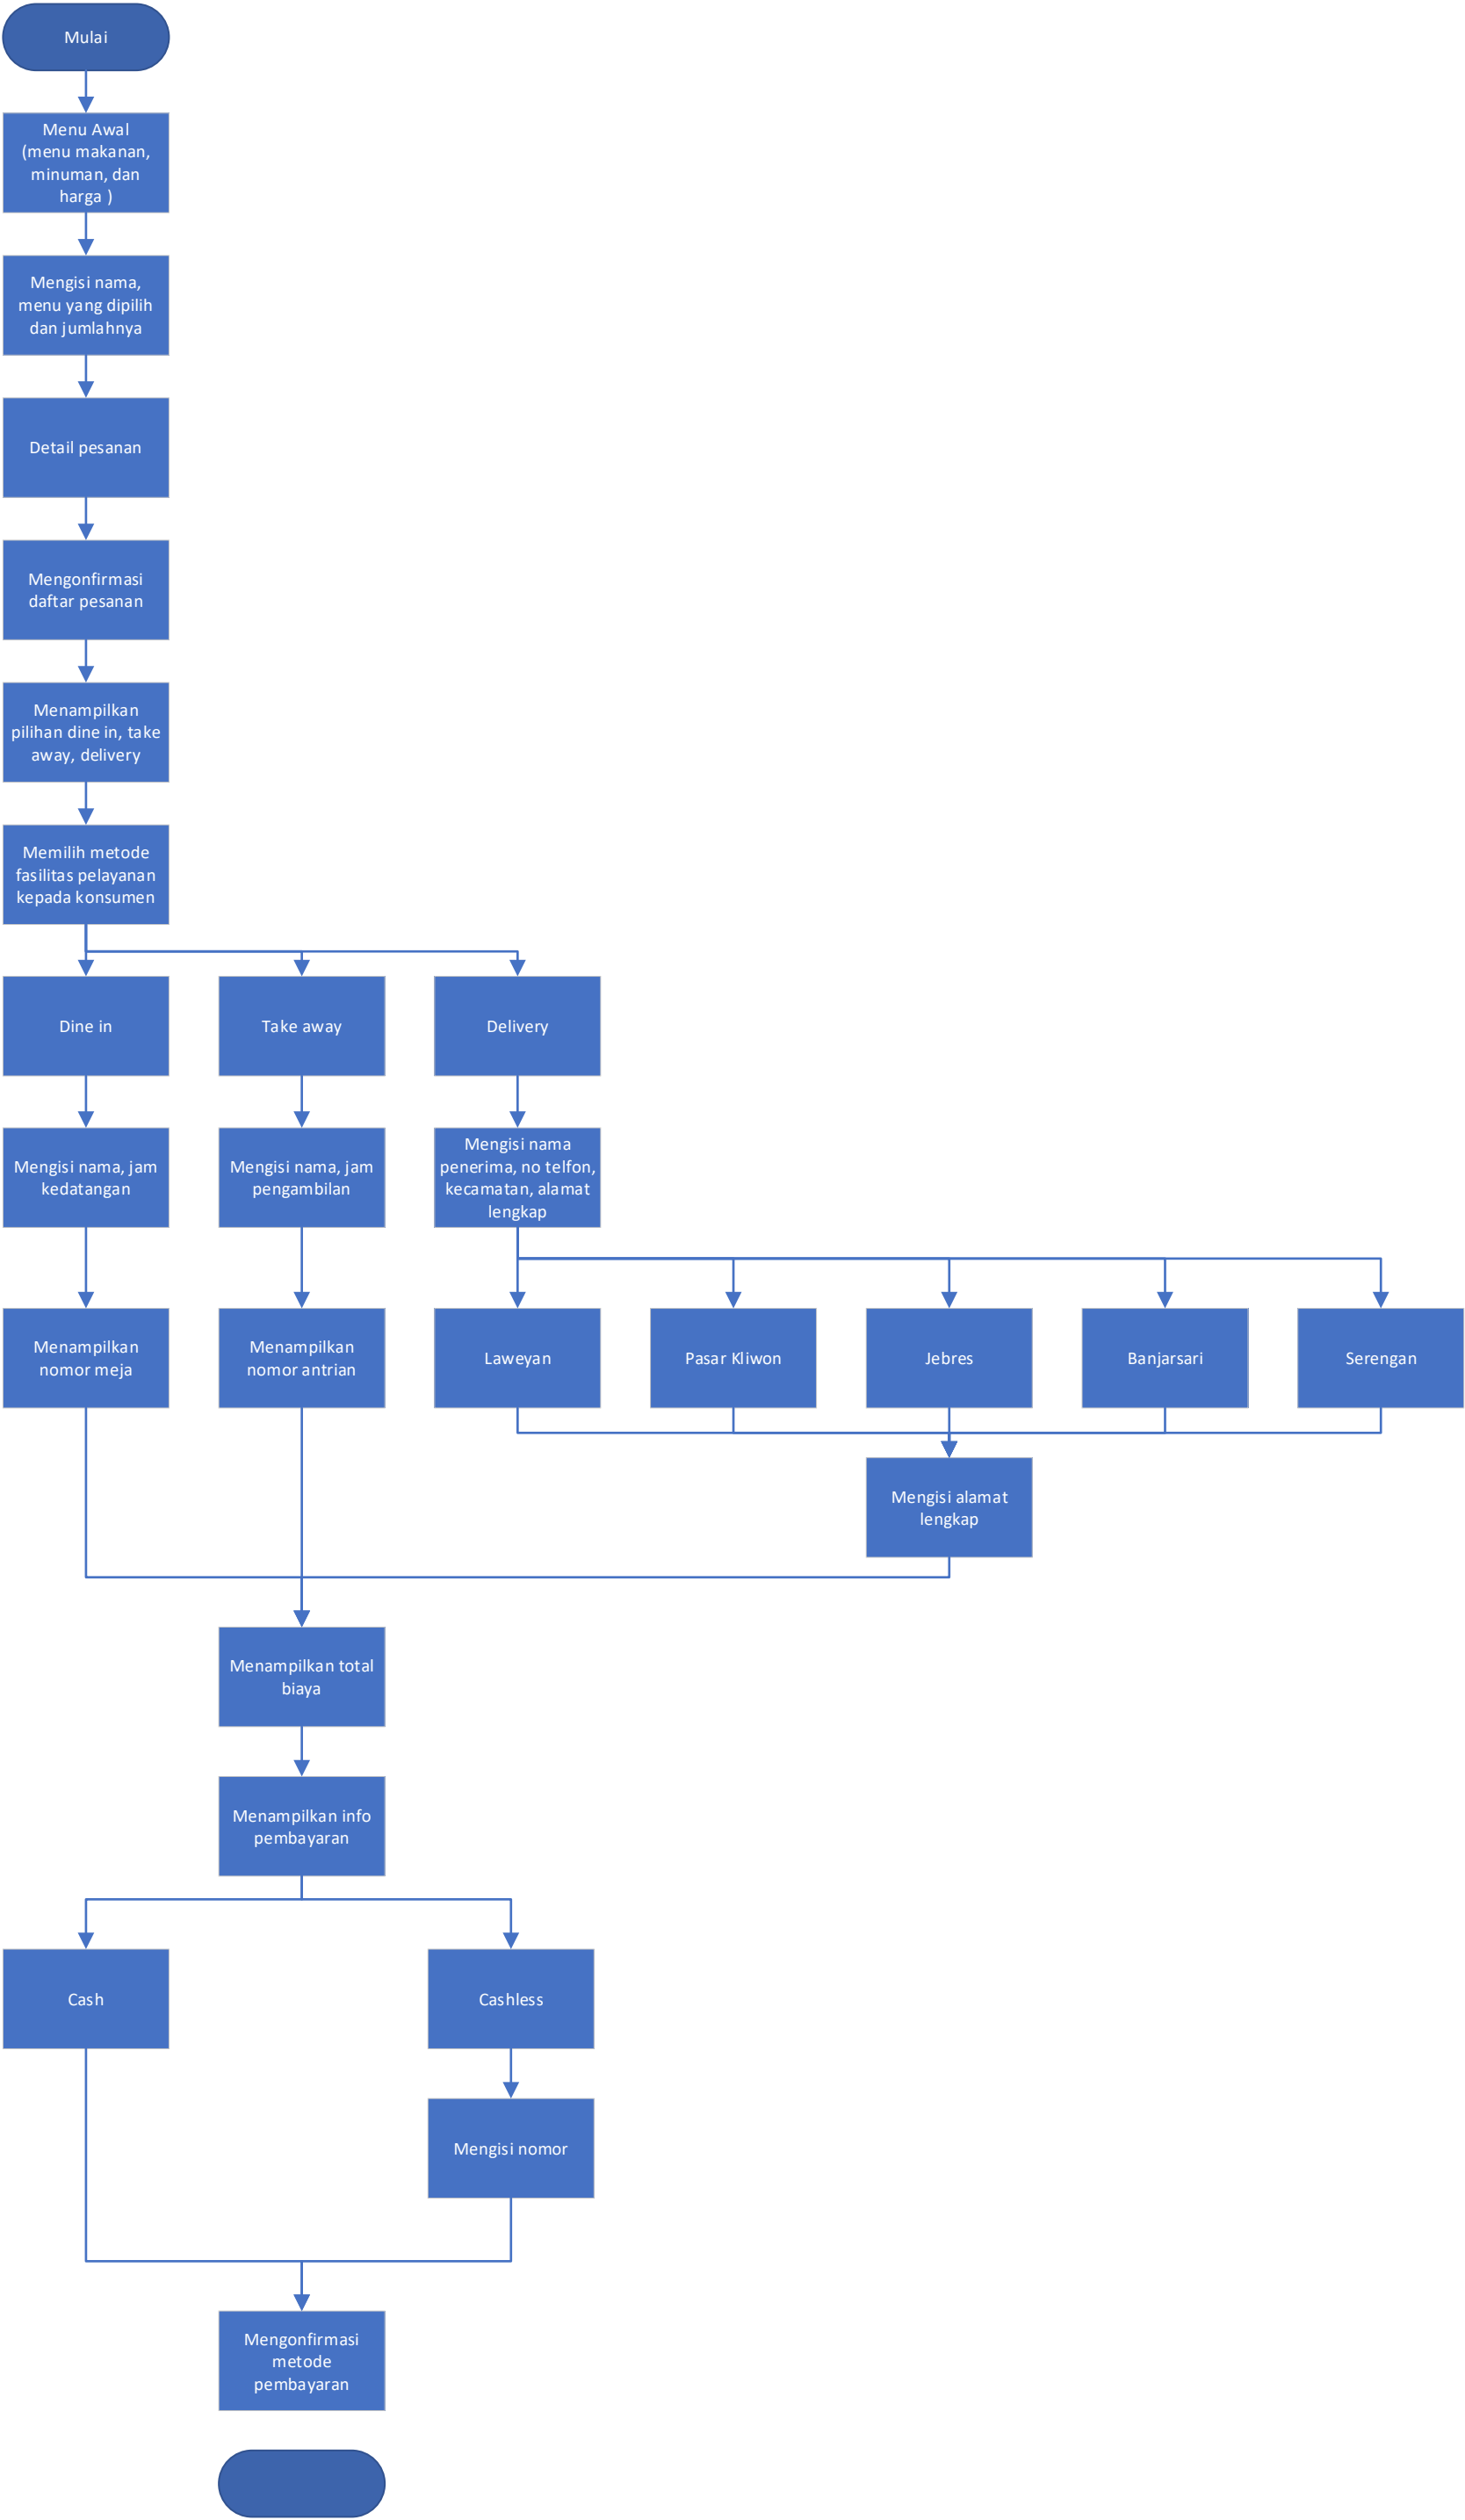 Mulai
Menu Awal
(menu makanan,
minuman, dan
harga )
Mengisi nama,
menu yang dipilih
dan jumlahnya
Detail pesanan
Mengonfirmasi
daftar pesanan
Menampilkan
pilihan dine in, take
away, delivery
Memilih metode
fasilitas pelayanan
kepada konsumen
Dine in
Take away
Delivery
Mengisi nama, jam
kedatangan
Mengisi nama, jam
pengambilan
Mengisi nama
penerima, no telfon,
kecamatan, alamat
lengkap
Menampilkan
nomor meja
Menampilkan
nomor antrian
Laweyan
Pasar Kliwon
Jebres
Banjarsari
Serengan
Mengisi alamat
lengkap
Menampilkan total
biaya
Menampilkan info
pembayaran
Cash
Cashless
Mengisi nomor
Mengonfirmasi
metode
pembayaran